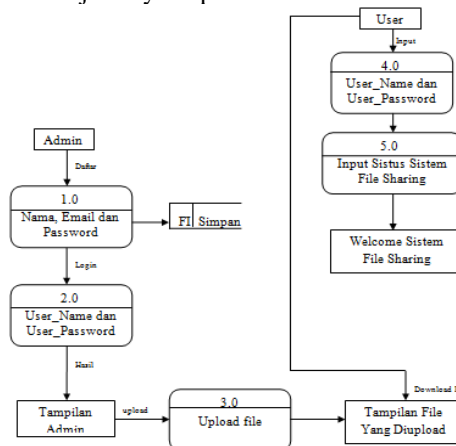 User
Input
4.0
User_Name dan
User_Password
5.0
Input Sistus Sistem
File Sharing
Welcome Sistem
File Sharing
Admin
Daftar
1.0
Nama, Email dan
Password
FI Simpan
Login
2.0
User_Name dan
User_Password
Hasil
Tampilan
Admin
upload
3.0
Upload file
Download
Tampilan File
Yang Diupload